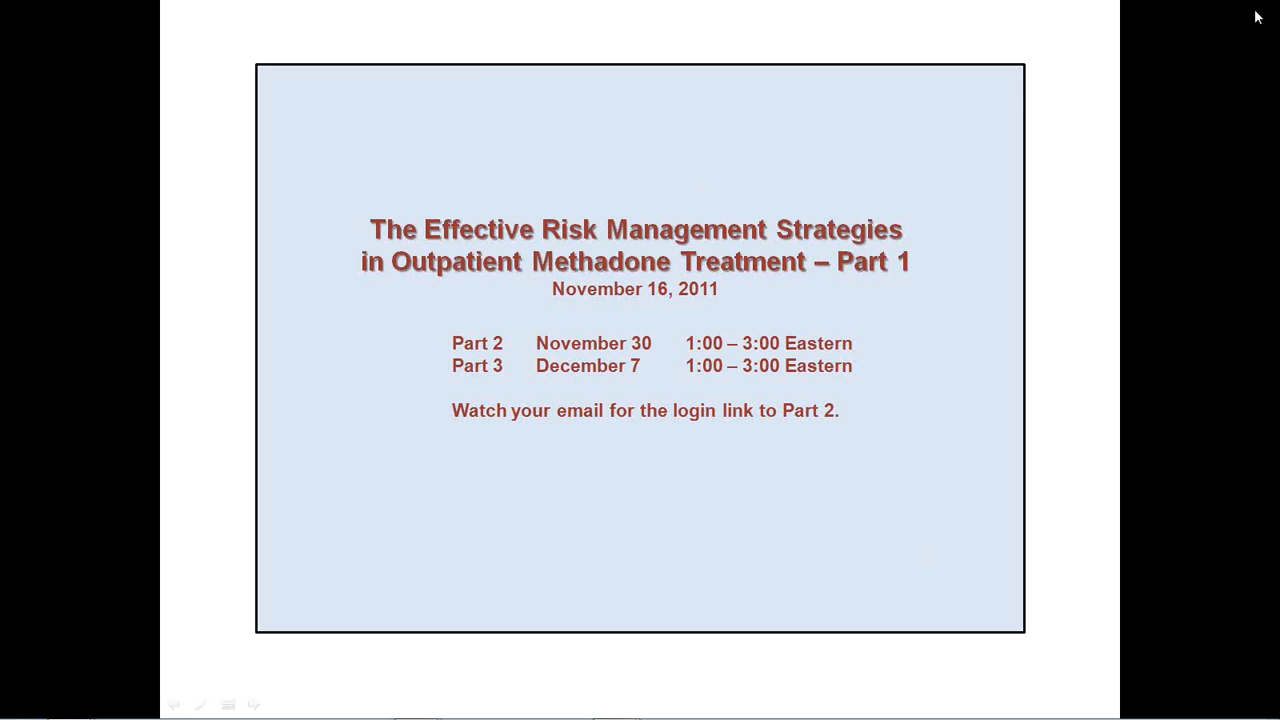 The Effective Risk Management Strategies
in Outpatient Methadone Treatment – Part 1
November 16, 2011
Part 2 November 30 1:00 – 3:00 Eastern
Part 3 December 7 1:00 – 3:00 Eastern
Watch your email for the login link to Part 2.